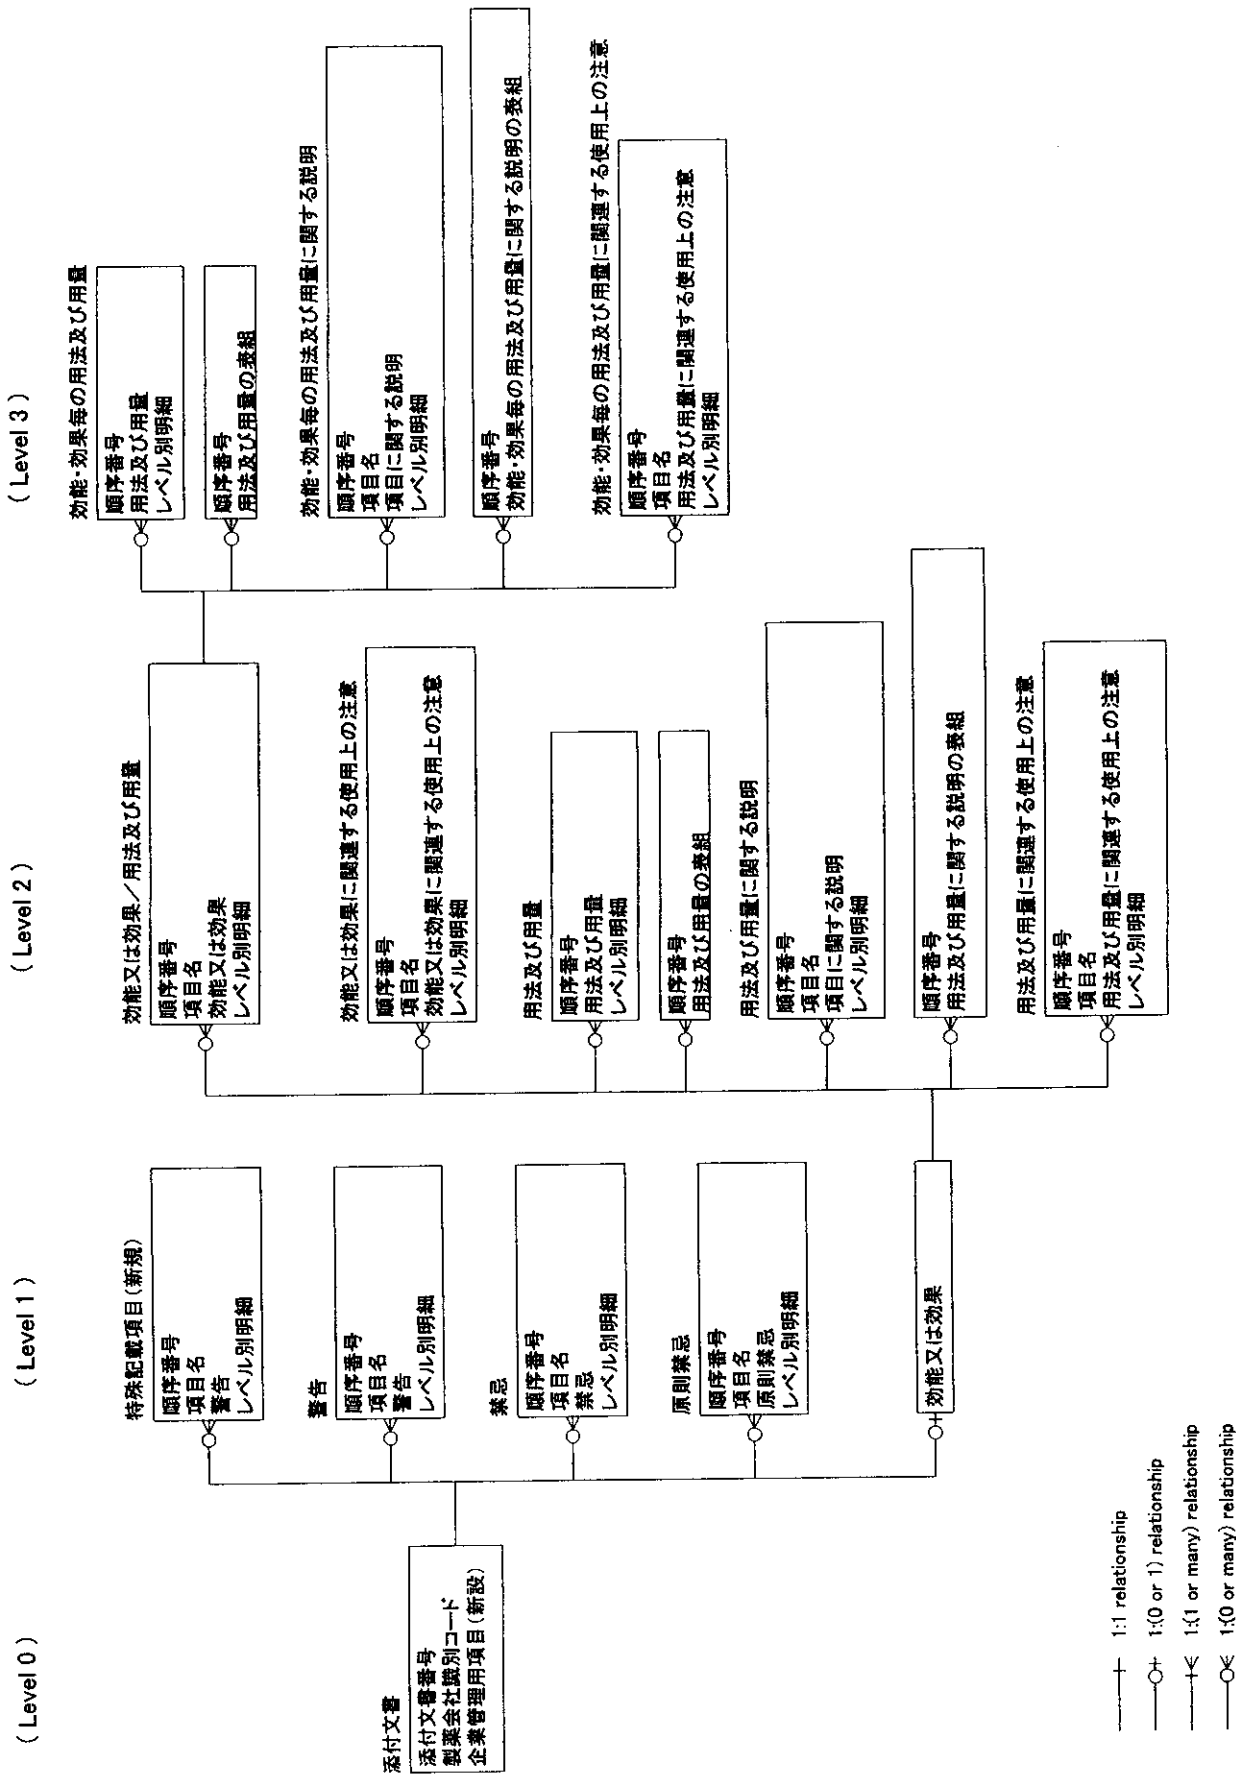 ( Level 0 )
添付文書
添付文書番号
製薬会社識別コード
企業管理用項目(新設)
( Level 1 )
特殊記載項目(新規)
順序番号
項目名
警告
レベル別明細
警告
順序番号
項目名
警告
レベル別明細
禁忌
順序番号
項目名
禁忌
レベル別明細
原則禁忌
順序番号
項目名
原則禁忌
レベル別明細
効能又は効果
( Level 2 )
効能又は効果/用法及び用量
順序番号
項目名
効能又は効果
レベル別明細
効能又は効果に関連する使用上の注意
順序番号
項目名
効能又は効果に関連する使用上の注意
レベル別明細
用法及び用量
順序番号
用法及び用量
レベル別明細
順序番号
用法及び用量の表組
用法及び用量に関する説明
順序番号
項目名
項目に関する説明
レベル別明細
順序番号
用法及び用量に関する説明の表組
用法及び用量に関連する使用上の注意
順序番号
項目名
用法及び用量に関連する使用上の注意
レベル別明細
( Level 3 )
効能・効果毎の用法及び用量
順序番号
用法及び用量
レベル別明細
順序番号
用法及び用量の表組
効能・効果毎の用法及び用量に関する説明
順序番号
項目名
項目に関する説明
レベル別明細
順序番号
効能・効果毎の用法及び用量に関する説明の表組
効能・効果毎の用法及び用量に関連する使用上の注意
順序番号
項目名
用法及び用量に関連する使用上の注意
レベル別明細
1:1 relationship
1:(0 or 1) relationship
1:(1 or many) relationship
1:(0 or many) relationship